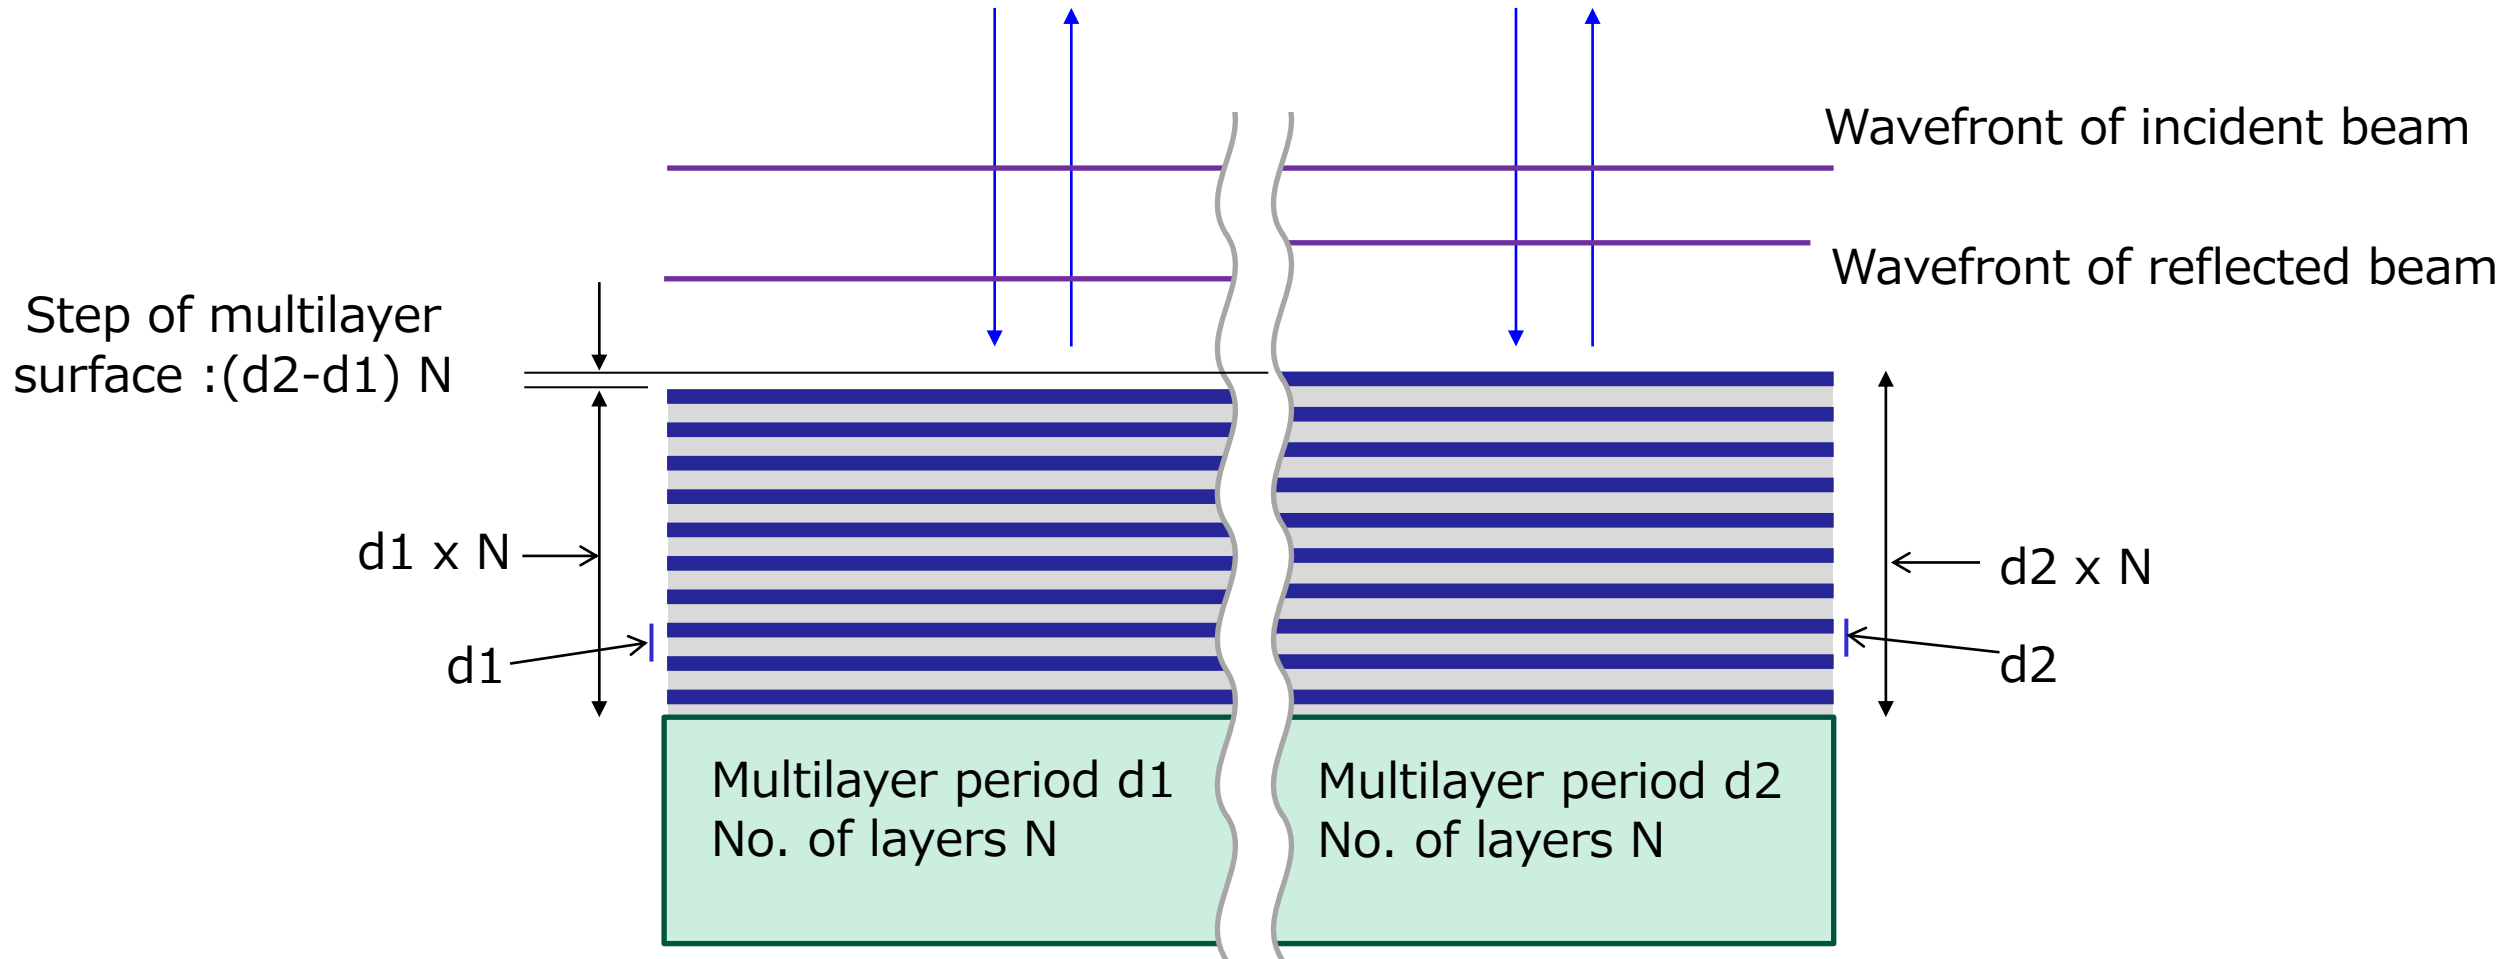 Wavefront of incident beam
Wavefront of reflected beam
Step of multilayer
surface :(d2-d1) N
d1 x N
d1
d2 x N
d2
Multilayer period d1
No. of layers N
Multilayer period d2
No. of layers N